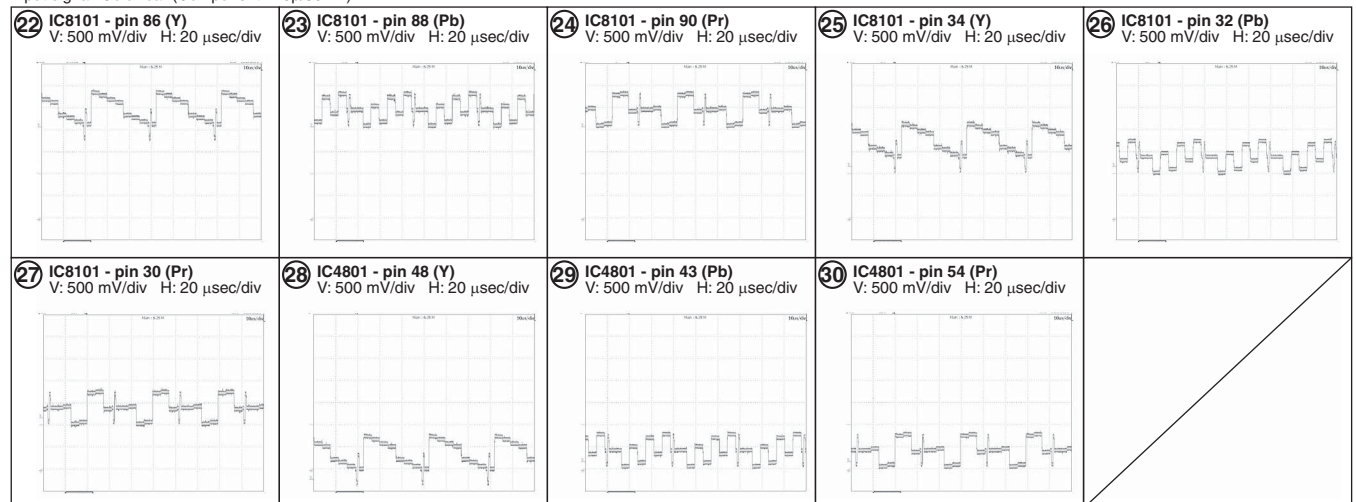 22 IC8101 - pin 86 (Y)
V: 500 mV/div H: 20 μsec/div
23 IC8101 - pin 88 (Pb)
V: 500 mV/div H: 20 μsec/div
24 IC8101 - pin 90 (Pr)
V: 500 mV/div H: 20 μsec/div
25 IC8101 - pin 34 (Y)
V: 500 mV/div H: 20 μsec/div
26 IC8101 - pin 32 (Pb)
V: 500 mV/div H: 20 μsec/div
27 IC8101 - pin 30 (Pr)
V: 500 mV/div H: 20 μsec/div
28 IC4801 - pin 48 (Y)
V: 500 mV/div H: 20 μsec/div
29 IC4801 - pin 43 (Pb)
V: 500 mV/div H: 20 μsec/div
30 IC4801 - pin 54 (Pr)
V: 500 mV/div H: 20 μsec/div